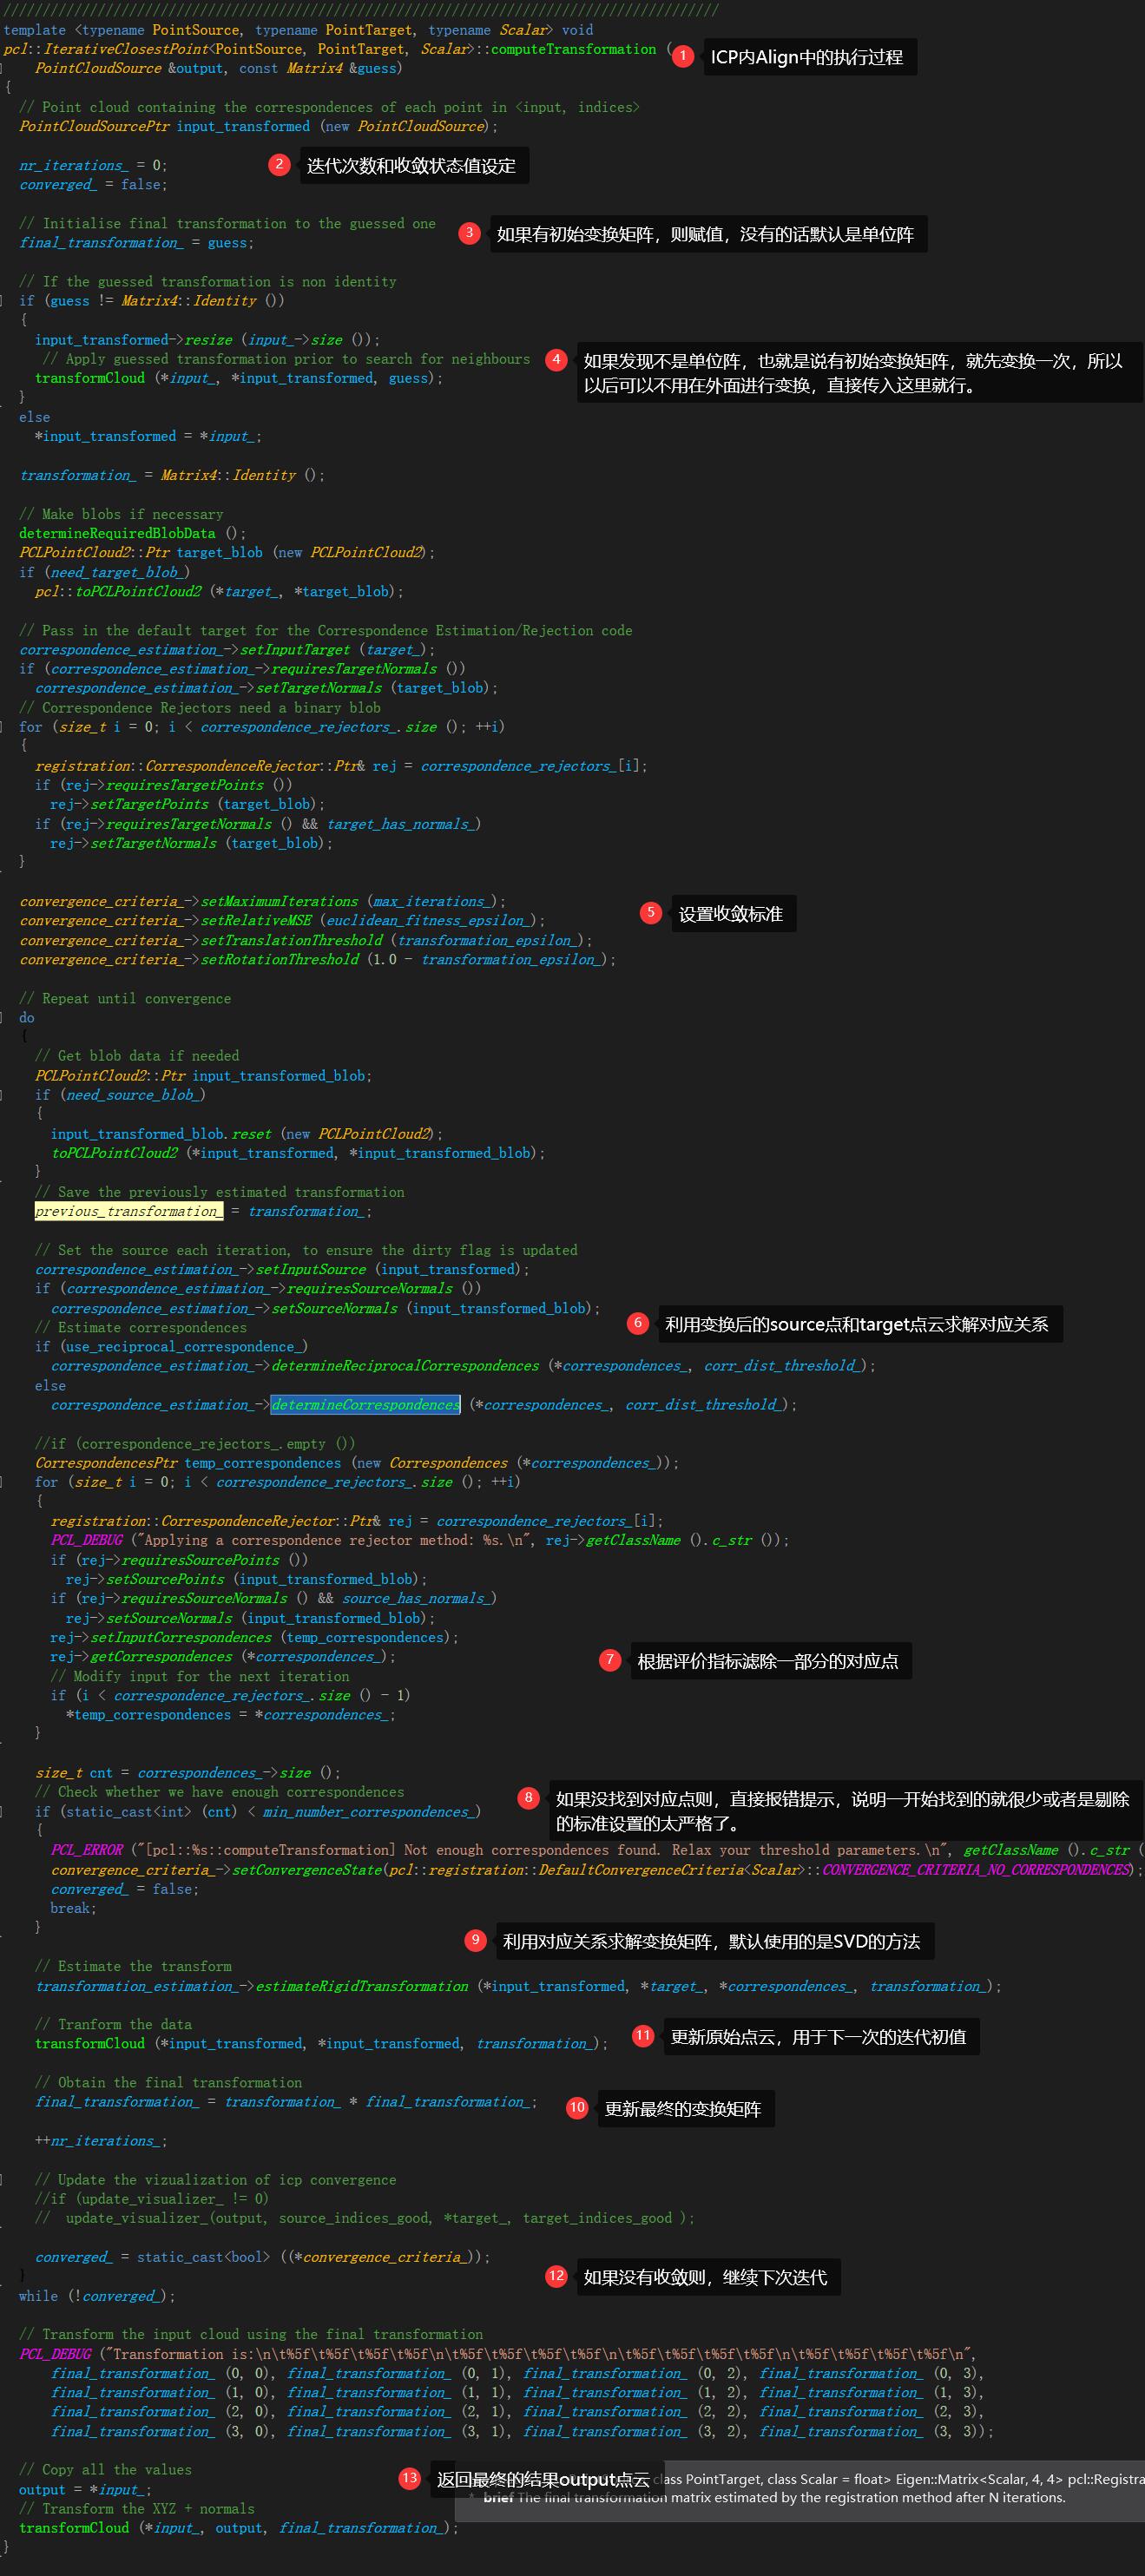 ////////////////////////////////////////////////////////////////////////////////////////////
template <typename PointSource, typename PointTarget, typename Scalar> void
pcl::IterativeClosestPoint<PointSource, PointTarget, Scalar>::computeTransformation (
1 ICP内Align中的执行过程
    PointCloudSource &output, const Matrix4 &guess)
{
  // Point cloud containing the correspondences of each point in <input, indices>
  PointCloudSourcePtr input_transformed (new PointCloudSource);

  nr_iterations_ = 0;
2 迭代次数和收敛状态值设定
  converged_ = false;

  // Initialise final transformation to the guessed one
3 如果有初始变换矩阵，则赋值，没有的话默认是单位阵
  final_transformation_ = guess;

  // If the guessed transformation is non identity
  if (guess != Matrix4::Identity ())
  {
    input_transformed->resize (input_->size ());
     // Apply guessed transformation prior to search for neighbours
4 如果发现不是单位阵，也就是说有初始变换矩阵，就先变换一次，所以
以后可以不用在外面进行变换，直接传入这里就行。
    transformCloud (*input_, *input_transformed, guess);
  }
  else
    *input_transformed = *input_;

  transformation_ = Matrix4::Identity ();

  // Make blobs if necessary
  determineRequiredBlobData ();
  PCLPointCloud2::Ptr target_blob (new PCLPointCloud2);
  if (need_target_blob_)
    pcl::toPCLPointCloud2 (*target_, *target_blob);

  // Pass in the default target for the Correspondence Estimation/Rejection code
  correspondence_estimation_->setInputTarget (target_);
  if (correspondence_estimation_->requiresTargetNormals ())
    correspondence_estimation_->setTargetNormals (target_blob);
  // Correspondence Rejectors need a binary blob
  for (size_t i = 0; i < correspondence_rejectors_.size (); ++i)
  {
    registration::CorrespondenceRejector::Ptr& rej = correspondence_rejectors_[i];
    if (rej->requiresTargetPoints ())
      rej->setTargetPoints (target_blob);
    if (rej->requiresTargetNormals () && target_has_normals_)
      rej->setTargetNormals (target_blob);
  }

  convergence_criteria_->setMaximumIterations (max_iterations_);
5 设置收敛标准
  convergence_criteria_->setRelativeMSE (euclidean_fitness_epsilon_);
  convergence_criteria_->setTranslationThreshold (transformation_epsilon_);
  convergence_criteria_->setRotationThreshold (1.0 - transformation_epsilon_);

  // Repeat until convergence
  do
  {
    // Get blob data if needed
    PCLPointCloud2::Ptr input_transformed_blob;
    if (need_source_blob_)
    {
      input_transformed_blob.reset (new PCLPointCloud2);
      toPCLPointCloud2 (*input_transformed, *input_transformed_blob);
    }
    // Save the previously estimated transformation
    previous_transformation_ = transformation_;

    // Set the source each iteration, to ensure the dirty flag is updated
    correspondence_estimation_->setInputSource (input_transformed);
    if (correspondence_estimation_->requiresSourceNormals ())
      correspondence_estimation_->setSourceNormals (input_transformed_blob);
6 利用变换后的source点和target点云求解对应关系
    // Estimate correspondences
    if (use_reciprocal_correspondence_)
      correspondence_estimation_->determineReciprocalCorrespondences (*correspondences_, corr_dist_threshold_);
    else
      correspondence_estimation_->determineCorrespondences (*correspondences_, corr_dist_threshold_);

    //if (correspondence_rejectors_.empty ())
    CorrespondencesPtr temp_correspondences (new Correspondences (*correspondences_));
    for (size_t i = 0; i < correspondence_rejectors_.size (); ++i)
    {
      registration::CorrespondenceRejector::Ptr& rej = correspondence_rejectors_[i];
      PCL_DEBUG ("Applying a correspondence rejector method: %s.\n", rej->getClassName ().c_str ());
      if (rej->requiresSourcePoints ())
        rej->setSourcePoints (input_transformed_blob);
      if (rej->requiresSourceNormals () && source_has_normals_)
        rej->setSourceNormals (input_transformed_blob);
      rej->setInputCorrespondences (temp_correspondences);
      rej->getCorrespondences (*correspondences_);
7 根据评价指标滤除一部分的对应点
      // Modify input for the next iteration
      if (i < correspondence_rejectors_.size () - 1)
        *temp_correspondences = *correspondences_;
    }

    size_t cnt = correspondences_->size ();
    // Check whether we have enough correspondences
8 如果没找到对应点则，直接报错提示，说明一开始找到的就很少或者是剔除
的标准设置的太严格了。
    if (static_cast<int> (cnt) < min_number_correspondences_)
    {
      PCL_ERROR ("[pcl::%s::computeTransformation] Not enough correspondences found. Relax your threshold parameters.\n", getClassName ().c_str (
      convergence_criteria_->setConvergenceState(pcl::registration::DefaultConvergenceCriteria<Scalar>::CONVERGENCE_CRITERIA_NO_CORRESPONDENCES);
      converged_ = false;
      break;
    }
9 利用对应关系求解变换矩阵，默认使用的是SVD的方法
    // Estimate the transform
    transformation_estimation_->estimateRigidTransformation (*input_transformed, *target_, *correspondences_, transformation_);

    // Tranform the data
    transformCloud (*input_transformed, *input_transformed, transformation_);
11 更新原始点云，用于下一次的迭代初值

    // Obtain the final transformation
    final_transformation_ = transformation_ * final_transformation_;
10 更新最终的变换矩阵

    ++nr_iterations_;

    // Update the vizualization of icp convergence
    //if (update_visualizer_ != 0)
    //  update_visualizer_(output, source_indices_good, *target_, target_indices_good );

    converged_ = static_cast<bool> ((*convergence_criteria_));
  }
12 如果没有收敛则，继续下次迭代
  while (!converged_);

  // Transform the input cloud using the final transformation
  PCL_DEBUG ("Transformation is:\n\t%5f\t%5f\t%5f\t%5f\n\t%5f\t%5f\t%5f\t%5f\n\t%5f\t%5f\t%5f\t%5f\n\t%5f\t%5f\t%5f\t%5f\n",
      final_transformation_ (0, 0), final_transformation_ (0, 1), final_transformation_ (0, 2), final_transformation_ (0, 3),
      final_transformation_ (1, 0), final_transformation_ (1, 1), final_transformation_ (1, 2), final_transformation_ (1, 3),
      final_transformation_ (2, 0), final_transformation_ (2, 1), final_transformation_ (2, 2), final_transformation_ (2, 3),
      final_transformation_ (3, 0), final_transformation_ (3, 1), final_transformation_ (3, 2), final_transformation_ (3, 3));

  // Copy all the values
13 返回最终的结果output点云
class PointTarget, class Scalar = float> Eigen::Matrix<Scalar, 4, 4> pcl::Registra
  output = *input_;
* brief The final transformation matrix estimated by the registration method after N iterations.
  // Transform the XYZ + normals
  transformCloud (*input_, output, final_transformation_);
}